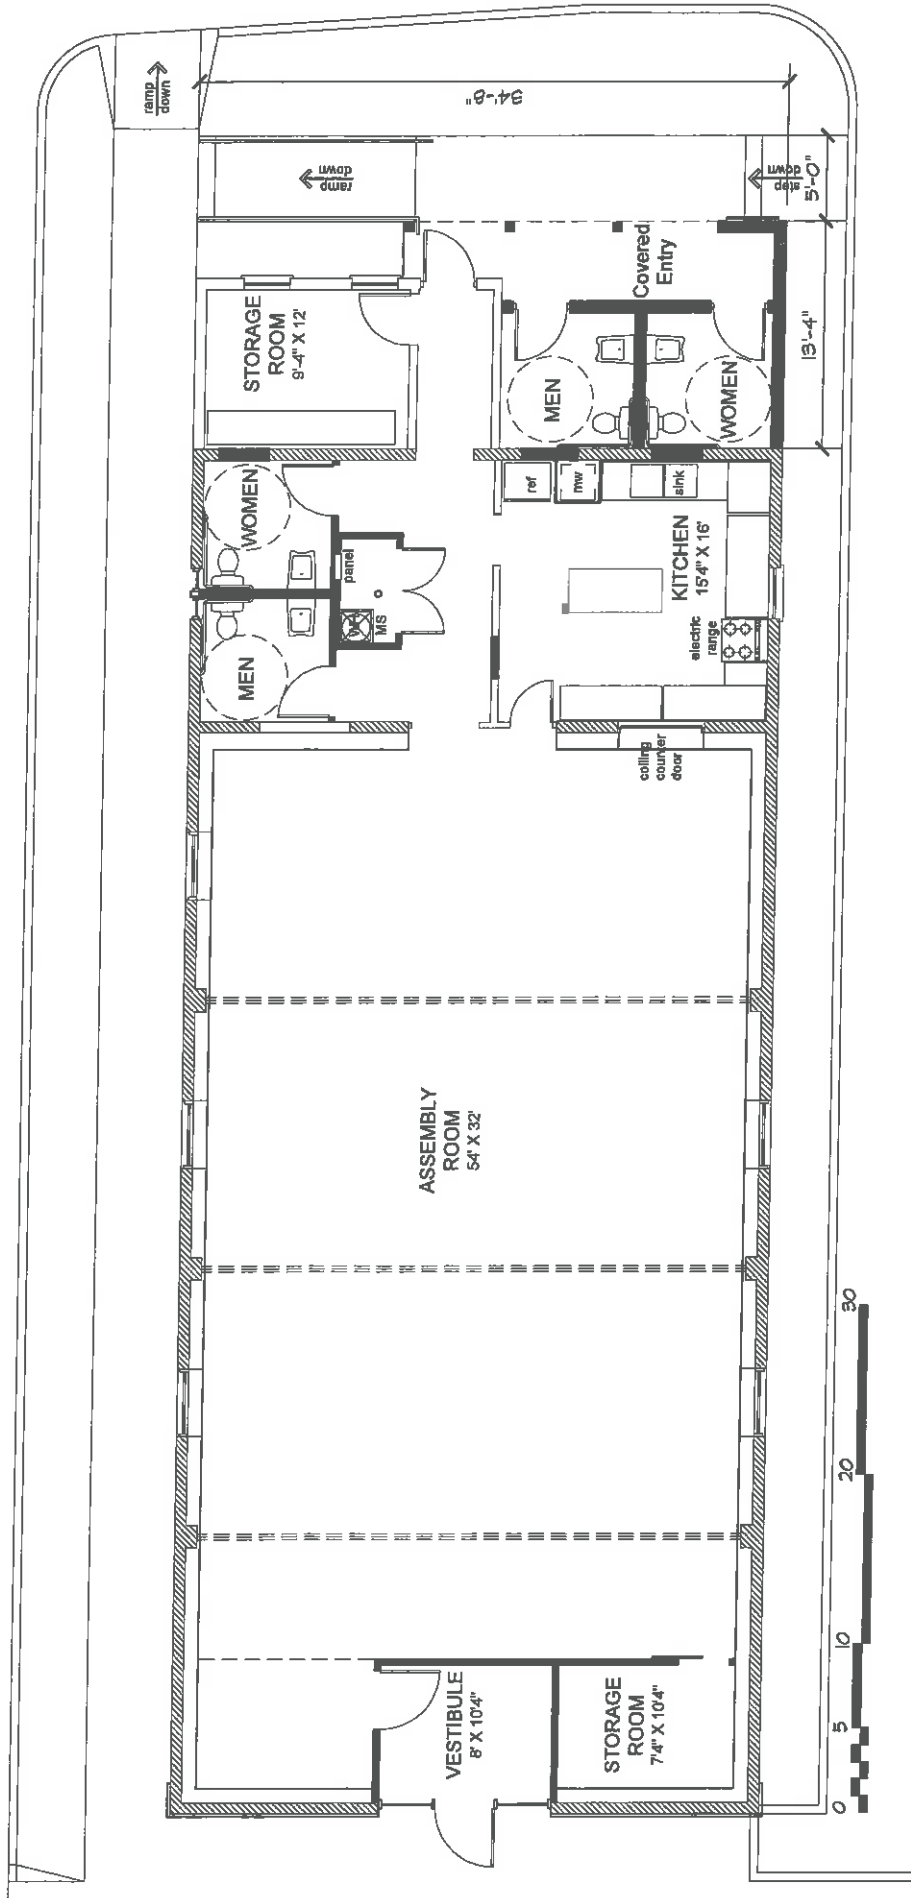 ramp
down
34'-8"
ramp
down
step
down
5'-0"
Covered
Entry
STORAGE
ROOM
9'-4" X 12'
13'-4"
MEN
WOMEN
WOMEN
panel
MS
MEN
ref
mw
sink
KITCHEN
15'4" X 16'
electric
range
coiling
counter
door
ASSEMBLY
ROOM
54' X 32'
VESTIBULE
8' X 10'4"
STORAGE
ROOM
7'4" X 10'4"
0
5
10
20
30